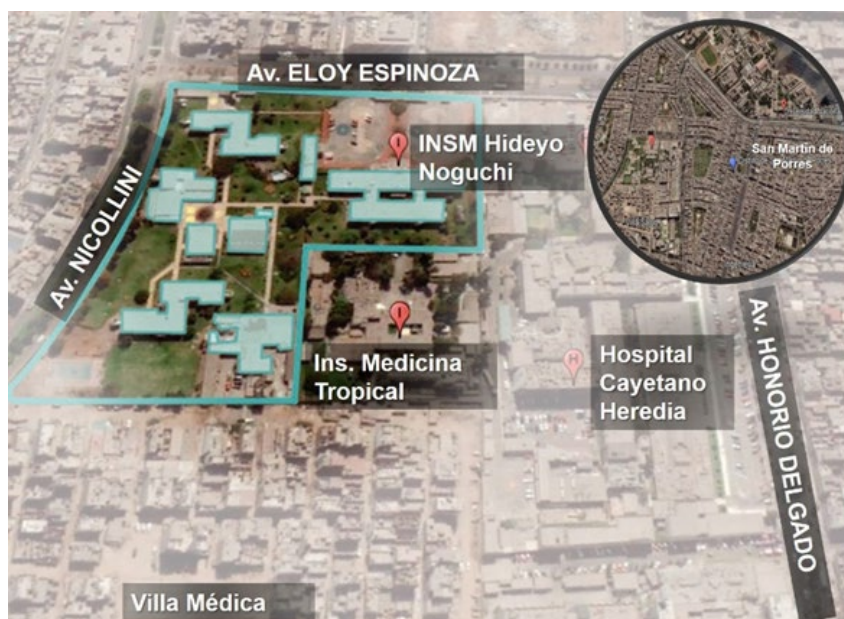 Av. ELOY ESPINOZA
INSM Hideyo
Noguchi
San Martín de
Porres
Av. NICOLLINI
Ins. Medicina
Tropical
Hospital
Cayetano
Heredia
Av. HONORIO DELGADO
Villa Médica